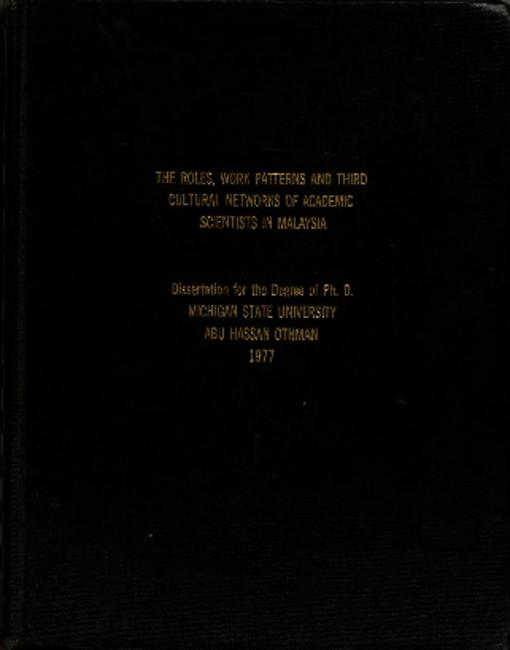 THE ROLES, WORK PATTERNS AND THIRD
CULTURAL NETWORKS OF ACADEMIC
SCIENTISTS IN MALAYSIA
Dissertation for the Degree of Ph. D.
MICHIGAN STATE UNIVERSITY
ABU HASSAN OTHMAN
1977